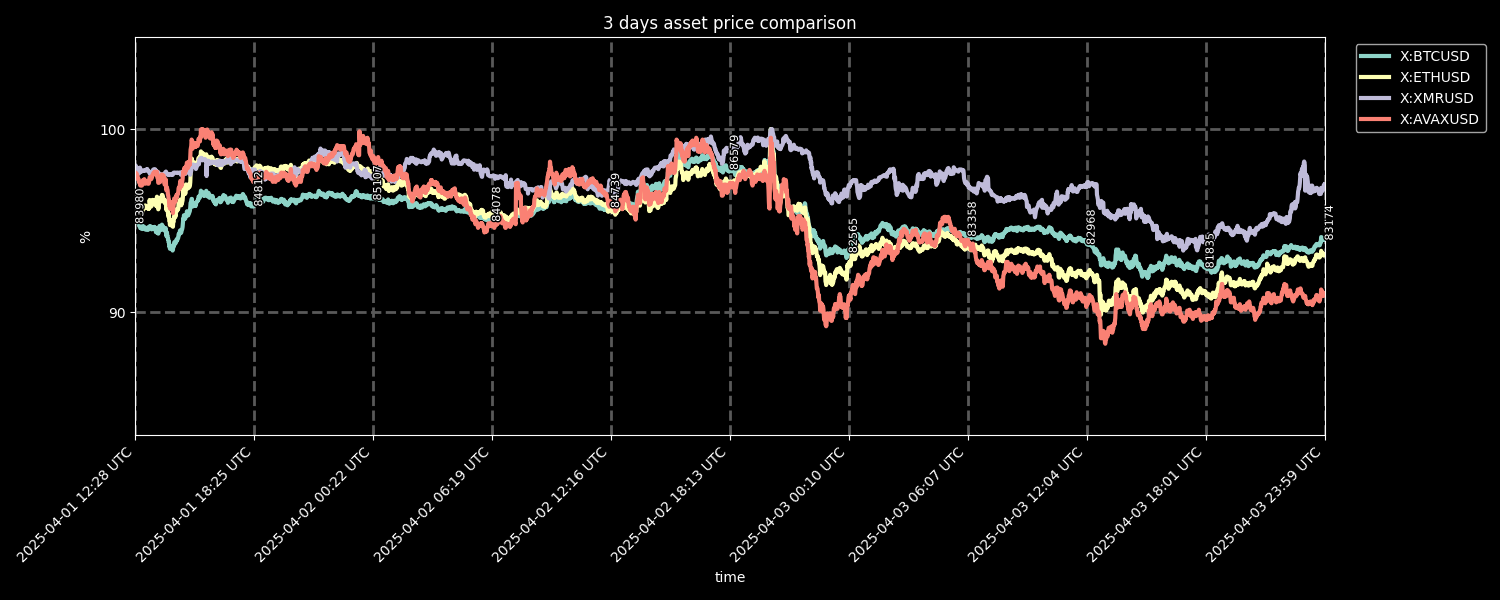 3 days asset price comparison
X:BTCUSD
X:ETHUSD
X:XMRUSD
X:AVAXUSD
100
90
%
83980
84812
85107
84078
84739
86579
82565
83358
82968
81835
83174
2025-04-01 12:28 UTC
2025-04-01 18:25 UTC
2025-04-02 00:22 UTC
2025-04-02 06:19 UTC
2025-04-02 12:16 UTC
2025-04-02 18:13 UTC
2025-04-03 00:10 UTC
2025-04-03 06:07 UTC
2025-04-03 12:04 UTC
2025-04-03 18:01 UTC
2025-04-03 23:59 UTC
time